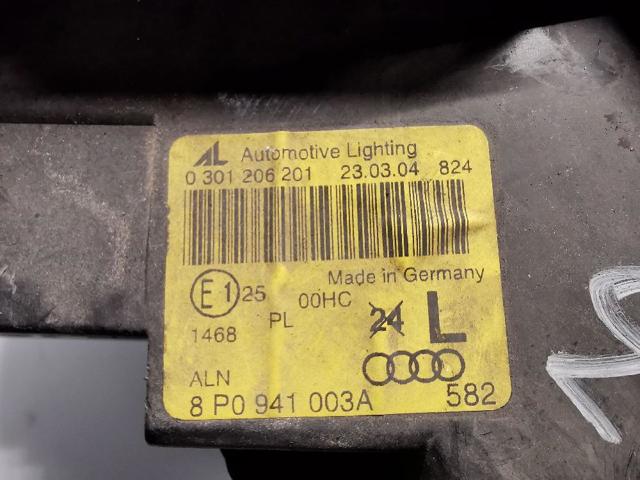 AL Automotive Lighting
0 301 206 201 23.03.04 824
Made in Germany
E1 25 00HC 24 L
1468 PL
ALN
8 P0 941 003A 582